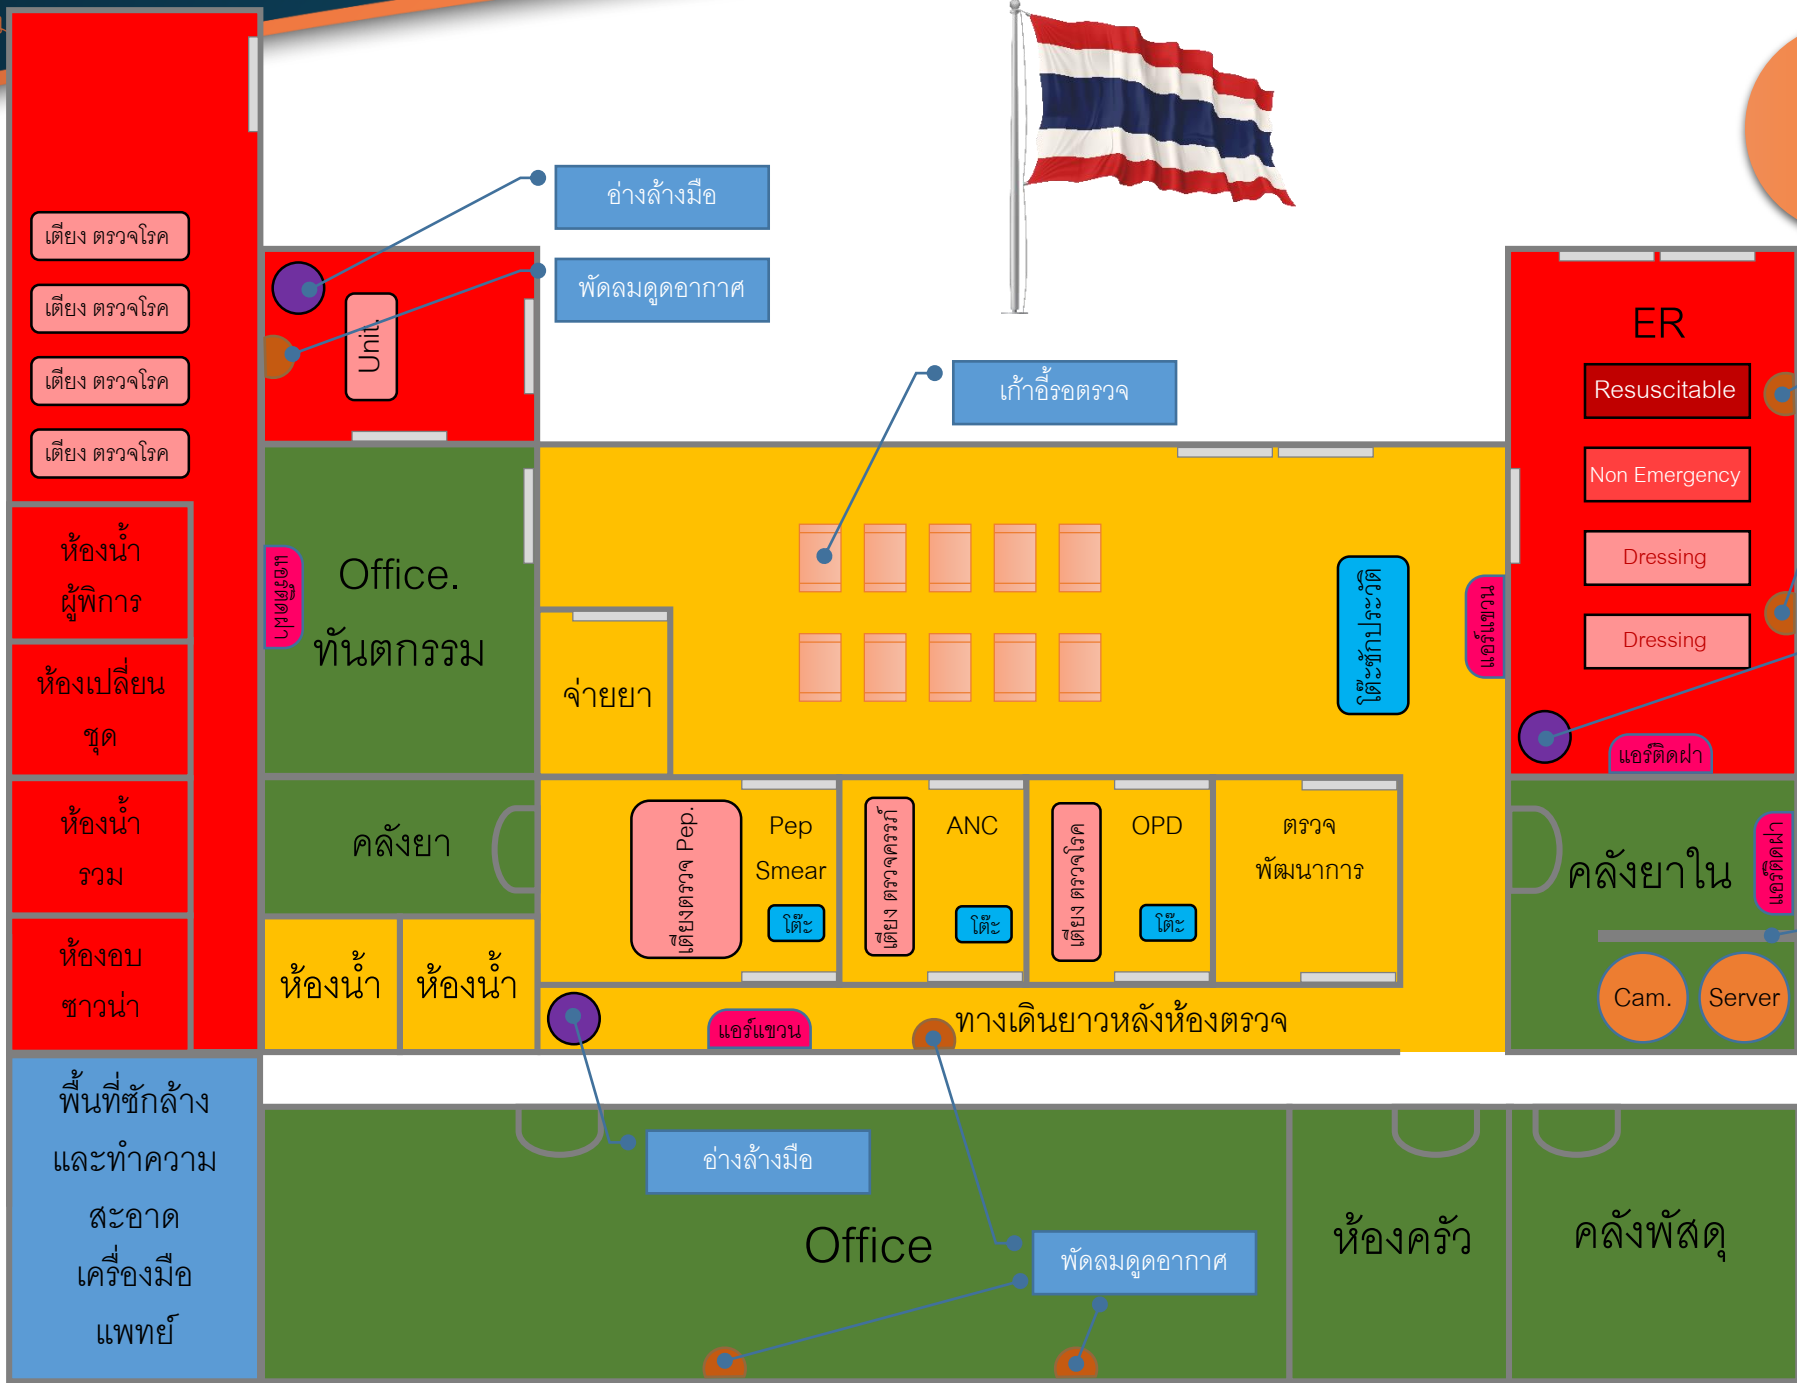 อ่างล้างมือ
พัดลมดูดอากาศ
เตียง ตรวจโรค
เตียง ตรวจโรค
เตียง ตรวจโรค
เตียง ตรวจโรค
Unit.
เก้าอี้รอตรวจ
ER
Resuscitable
Non Emergency
Dressing
Dressing
แอร์ติดฝา
ห้องน้ำ
ผู้พิการ
ห้องเปลี่ยน
ชุด
ห้องน้ำ
รวม
ห้องอบ
ซาวน่า
แอร์ติดฝา
Office.
ทันตกรรม
จ่ายยา
โต๊ะซักประวัติ
แอร์แขวน
คลังยา
เตียงตรวจ Pep.
Pep
Smear
โต๊ะ
เตียง ตรวจครรภ์
ANC
โต๊ะ
เตียง ตรวจโรค
OPD
โต๊ะ
ตรวจ
พัฒนาการ
คลังยาใน
แอร์ติดฝา
Cam.
Server
ห้องน้ำ
ห้องน้ำ
แอร์แขวน
ทางเดินยาวหลังห้องตรวจ
พื้นที่ซักล้าง
และทำความ
สะอาด
เครื่องมือ
แพทย์
อ่างล้างมือ
Office
พัดลมดูดอากาศ
ห้องครัว
คลังพัสดุ